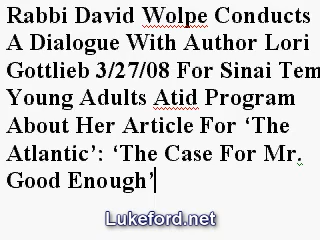 Rabbi David Wolpe Conducts
A Dialogue With Author Lori
Gottlieb 3/27/08 For Sinai Tem
Young Adults Atid Program
About Her Article For ‘The
Atlantic’: ‘The Case For Mr.
Good Enough’
Lukeford.net